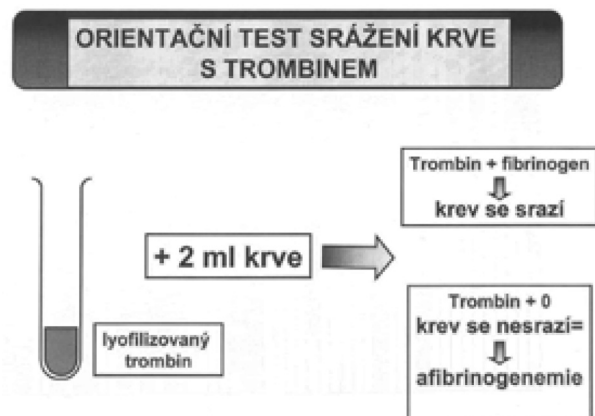 ORIENTAČNÍ TEST SRÁŽENÍ KRVE
S TROMBINEM
Trombin + fibrinogen
krev se srazí
+ 2 ml krve
lyofilizovaný
trombin
Trombin + 0
krev se nesrazí=
afibrinogenemie